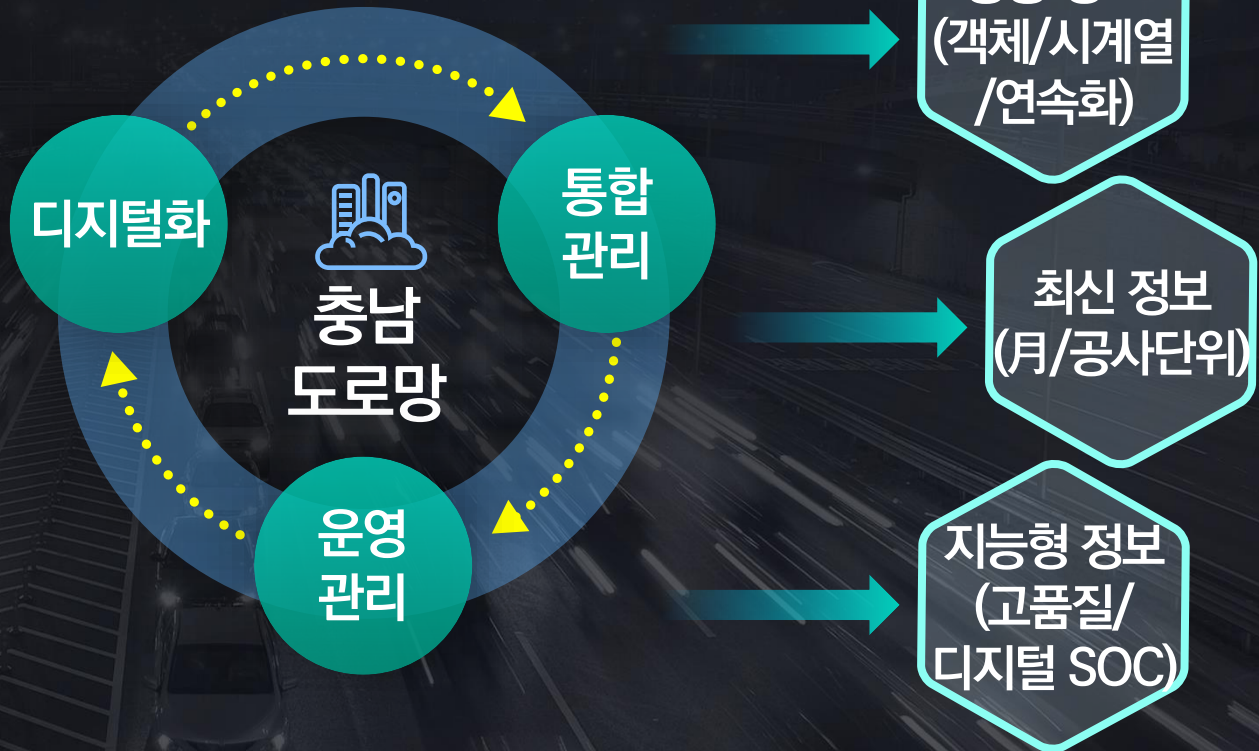 디지털화
통합
관리
충남
도로망
운영
관리
(객체/시계열
/연속화)
최신 정보
(月/공사단위)
지능형 정보
(고품질/
디지털 SOC)